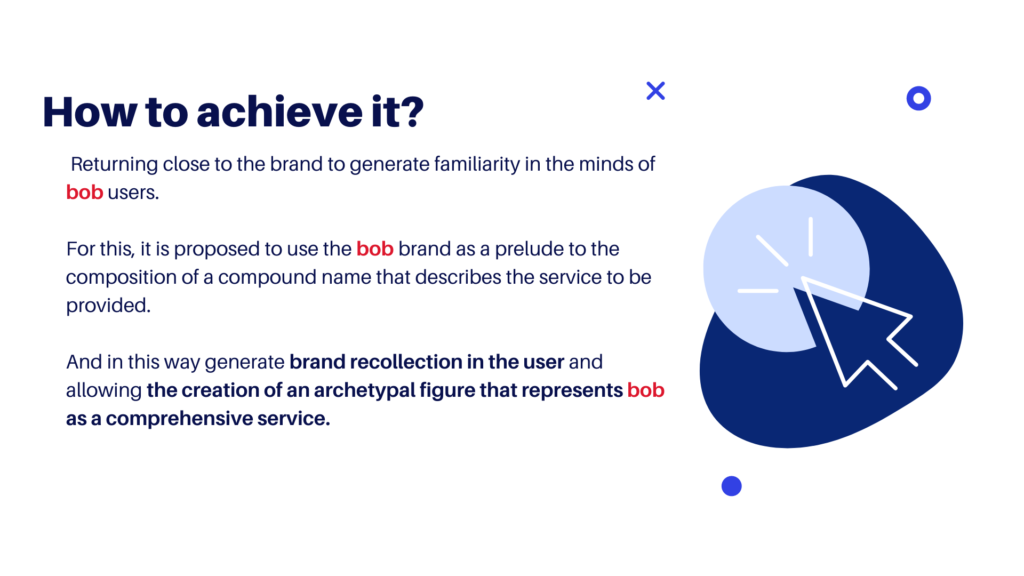 How to achieve it?
Returning close to the brand to generate familiarity in the minds of
bob users.
For this, it is proposed to use the bob brand as a prelude to the
composition of a compound name that describes the service to be
provided.
And in this way generate brand recollection in the user and
allowing the creation of an archetypal figure that represents bob
as a comprehensive service.